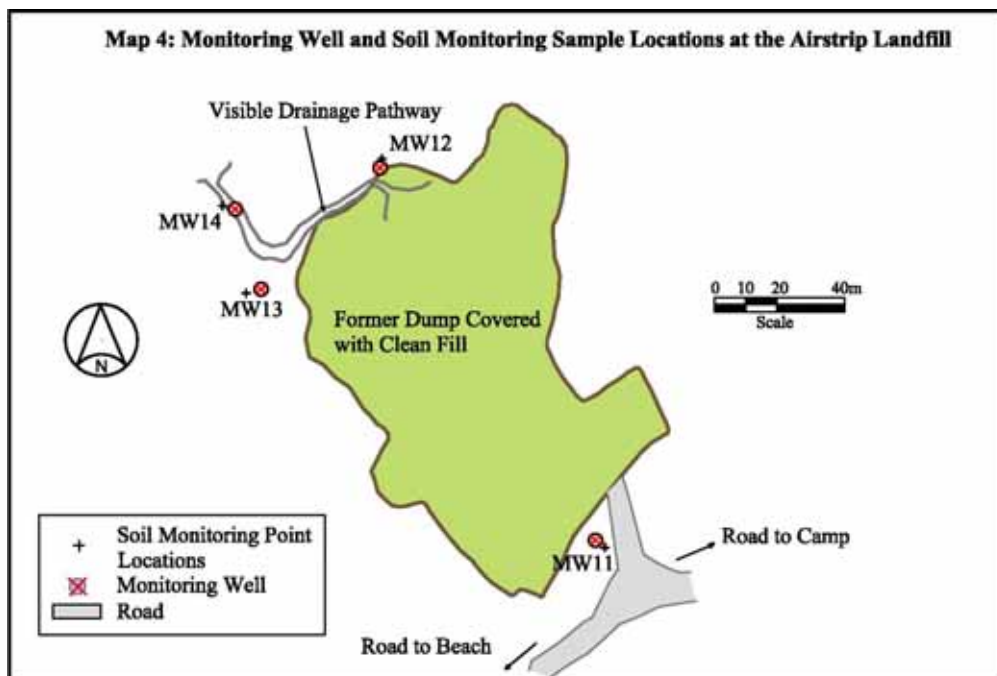 Map 4: Monitoring Well and Soil Monitoring Sample Locations at the Airstrip Landfill
Visible Drainage Pathway
MW12
MW14
MW13
Former Dump Covered
with Clean Fill
0 10 20 40m
Scale
N
Soil Monitoring Point
Locations
Monitoring Well
Road
MW11
Road to Camp
Road to Beach